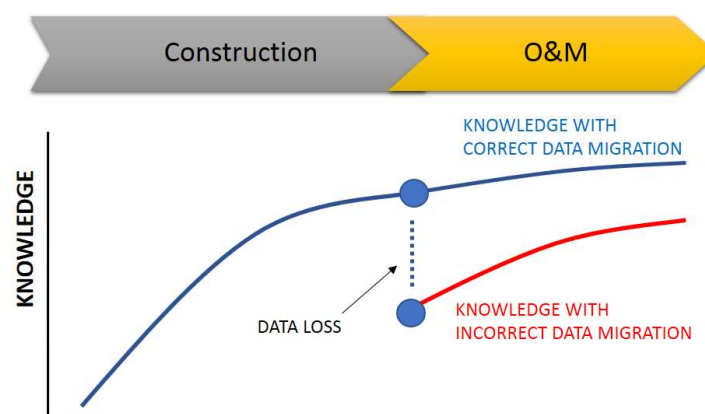 Construction
O&M
KNOWLEDGE WITH
CORRECT DATA MIGRATION
KNOWLEDGE
DATA LOSS
KNOWLEDGE WITH
INCORRECT DATA MIGRATION